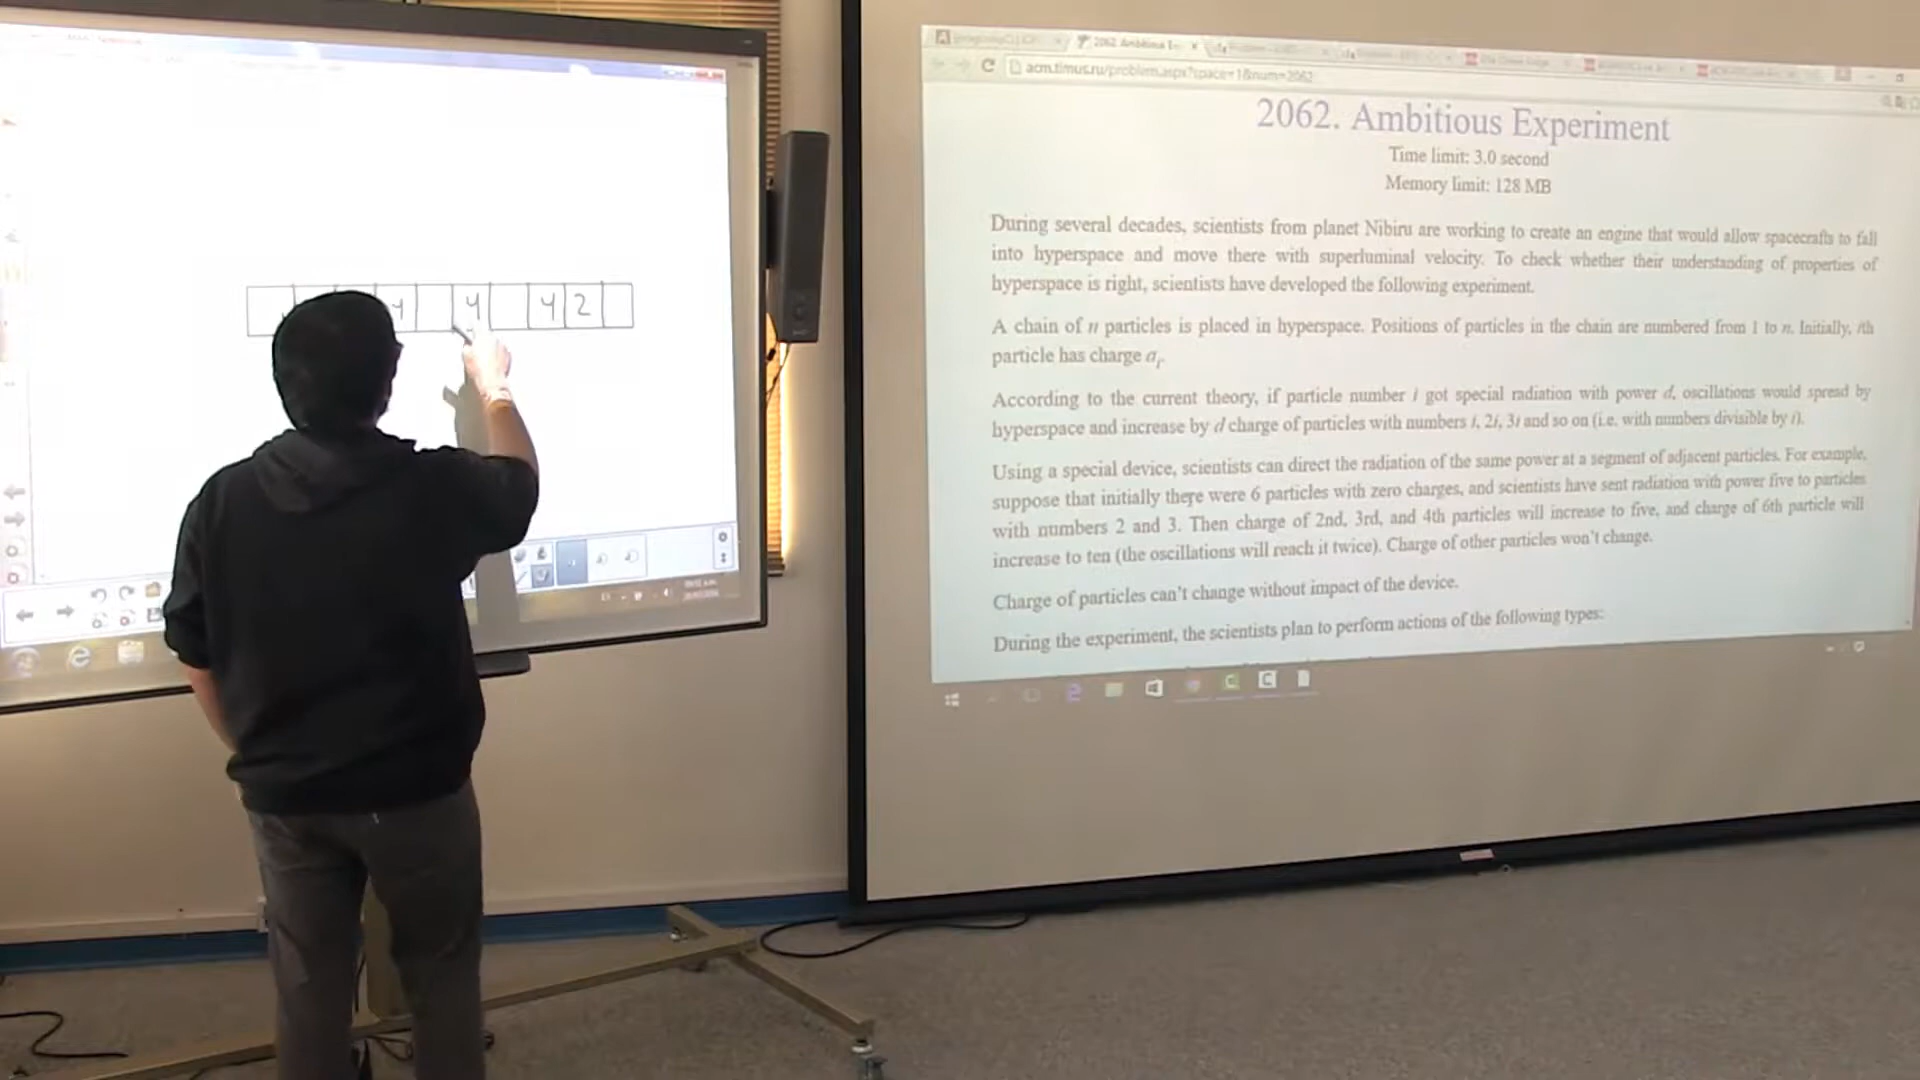 4 4 4 2
2062. Ambitious E
acm.timus.ru/problem.aspx?space=1&num=2062
2062. Ambitious Experiment
Time limit: 3.0 second
Memory limit: 128 MB
During several decades, scientists from planet Nibiru are working to create an engine that would allow spacecrafts to fall
into hyperspace and move there with superluminal velocity. To check whether their understanding of properties of
hyperspace is right, scientists have developed the following experiment.
A chain of n particles is placed in hyperspace. Positions of particles in the chain are numbered from 1 to n. Initially, ith
particle has charge ai.
According to the current theory, if particle number i got special radiation with power d, oscillations would spread by
hyperspace and increase by d charge of particles with numbers i, 2i, 3i and so on (i.e. with numbers divisible by i).
Using a special device, scientists can direct the radiation of the same power at a segment of adjacent particles. For example,
suppose that initially there were 6 particles with zero charges, and scientists have sent radiation with power five to particles
with numbers 2 and 3. Then charge of 2nd, 3rd, and 4th particles will increase to five, and charge of 6th particle will
increase to ten (the oscillations will reach it twice). Charge of other particles won't change.
Charge of particles can't change without impact of the device.
During the experiment, the scientists plan to perform actions of the following types: